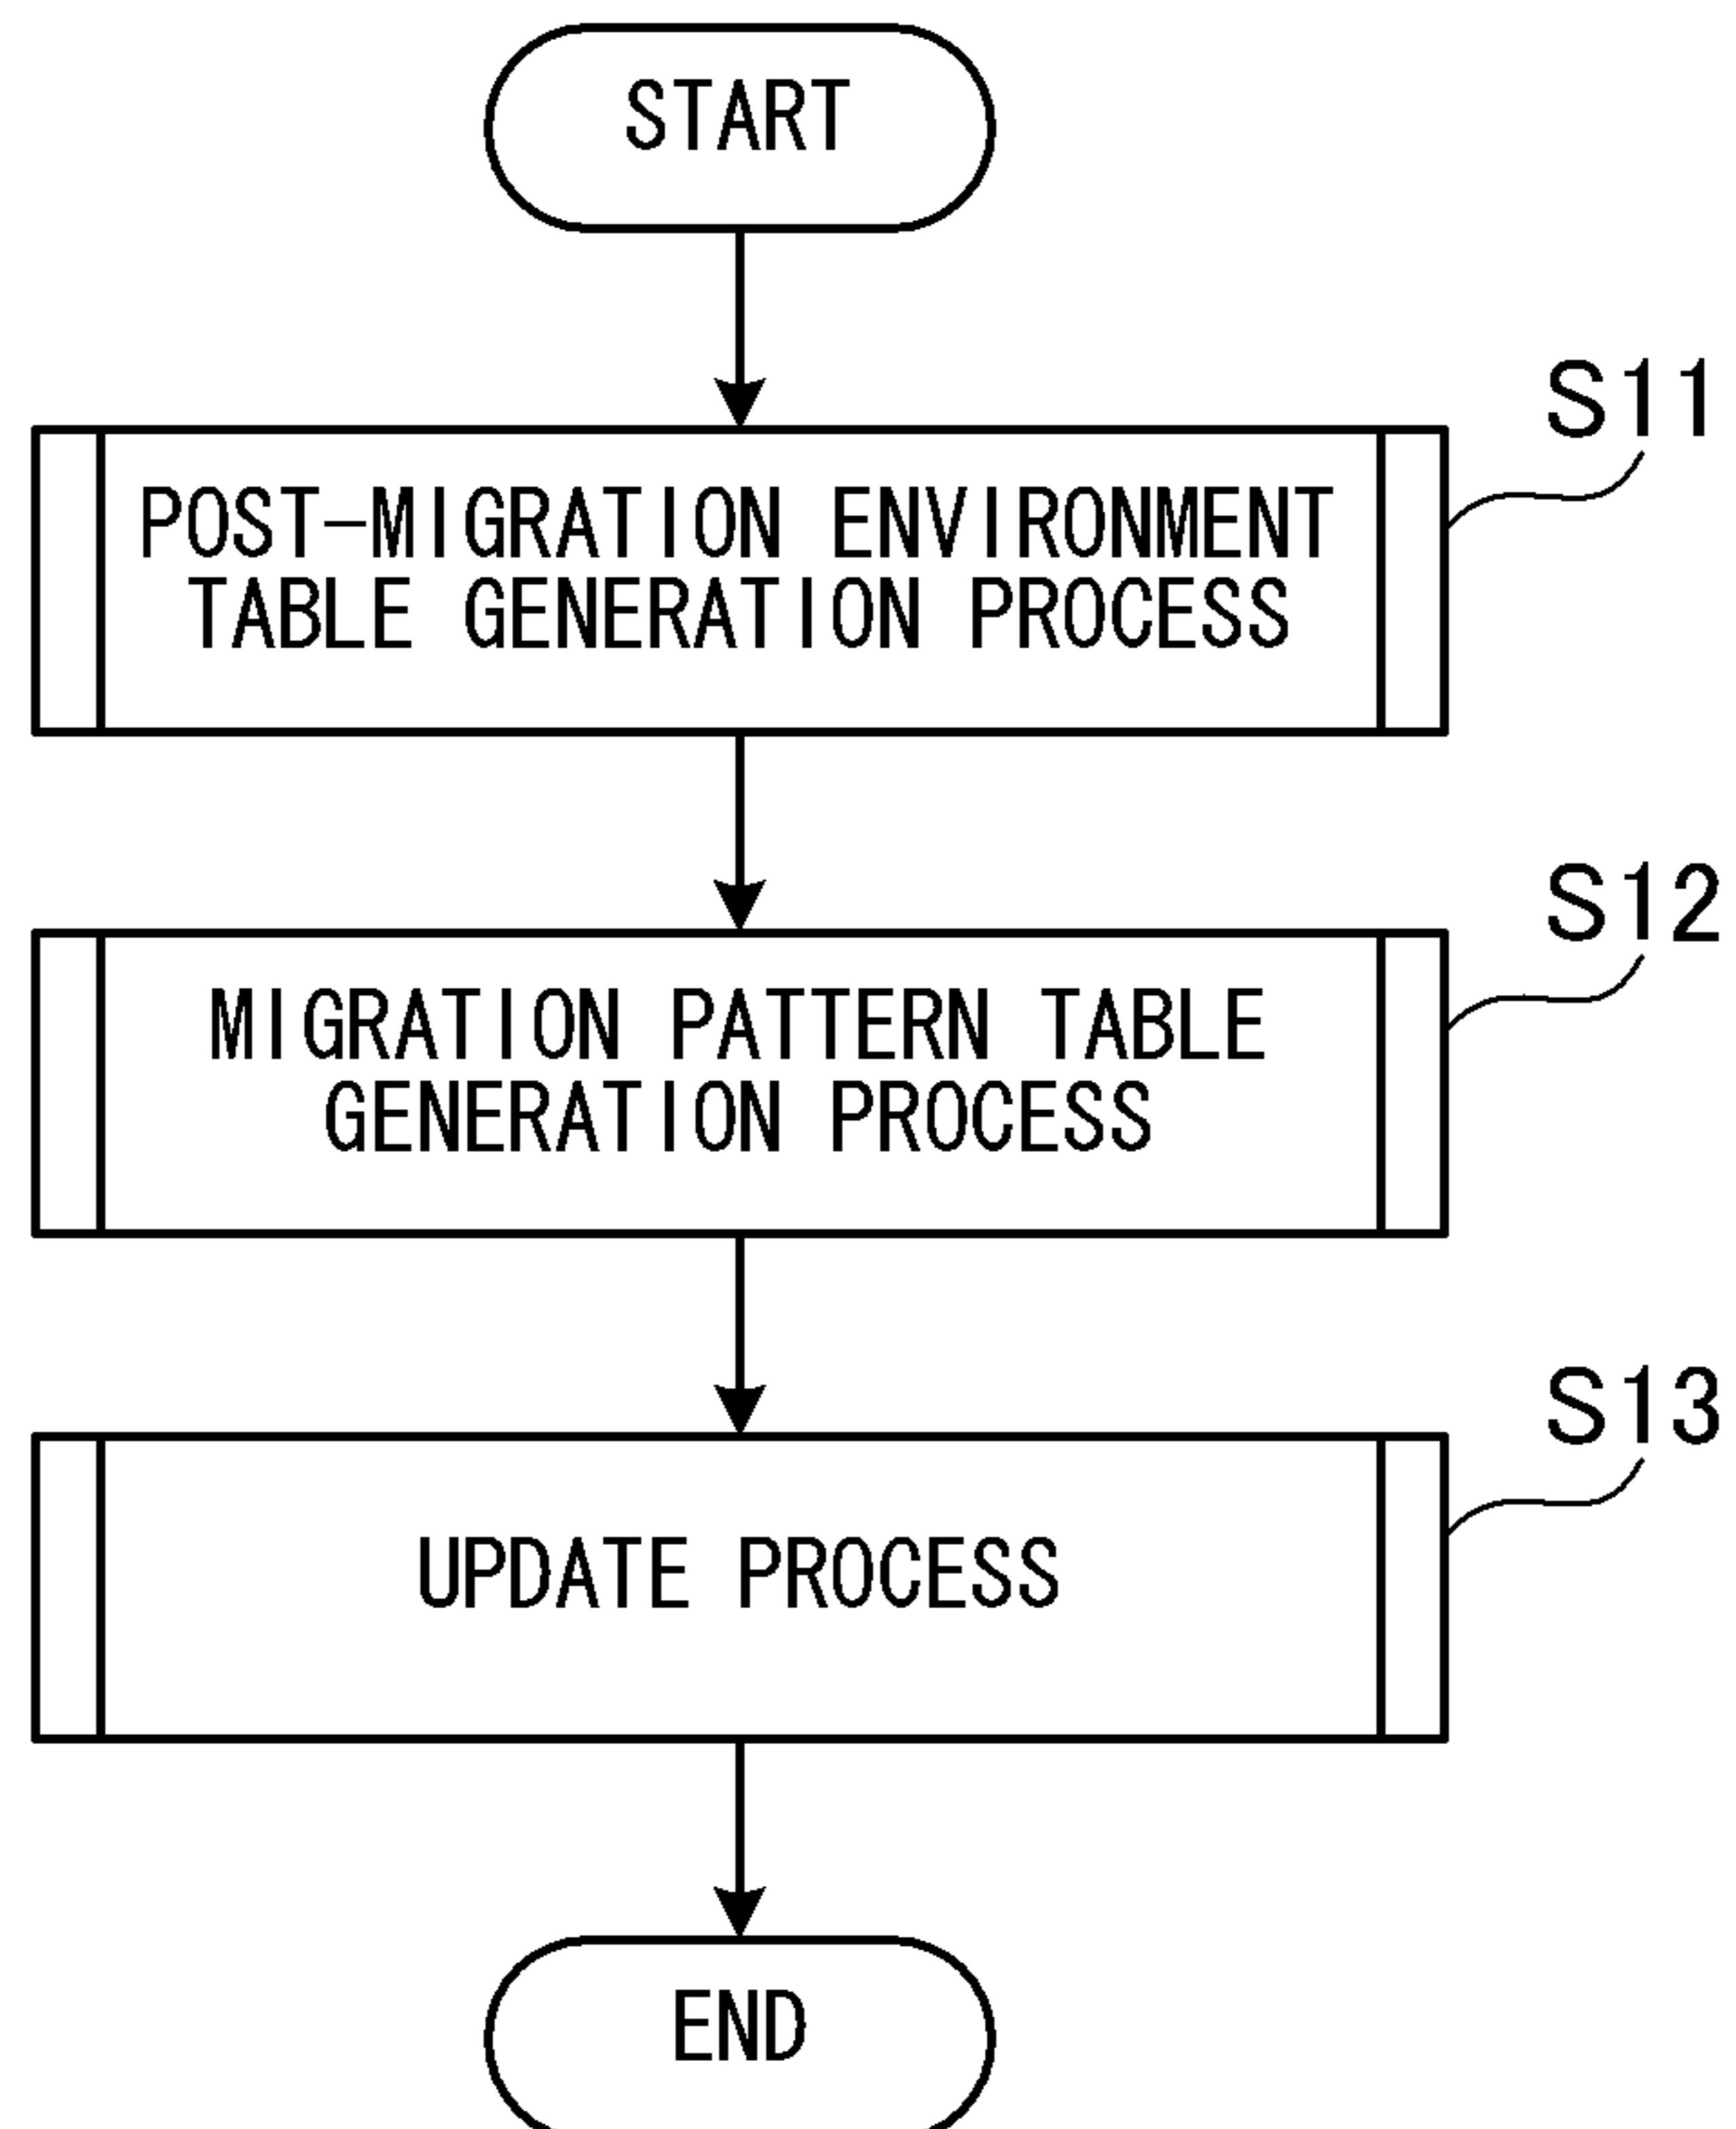 START
S11
POST-MIGRATION ENVIRONMENT
TABLE GENERATION PROCESS
S12
MIGRATION PATTERN TABLE
GENERATION PROCESS
S13
UPDATE PROCESS
END